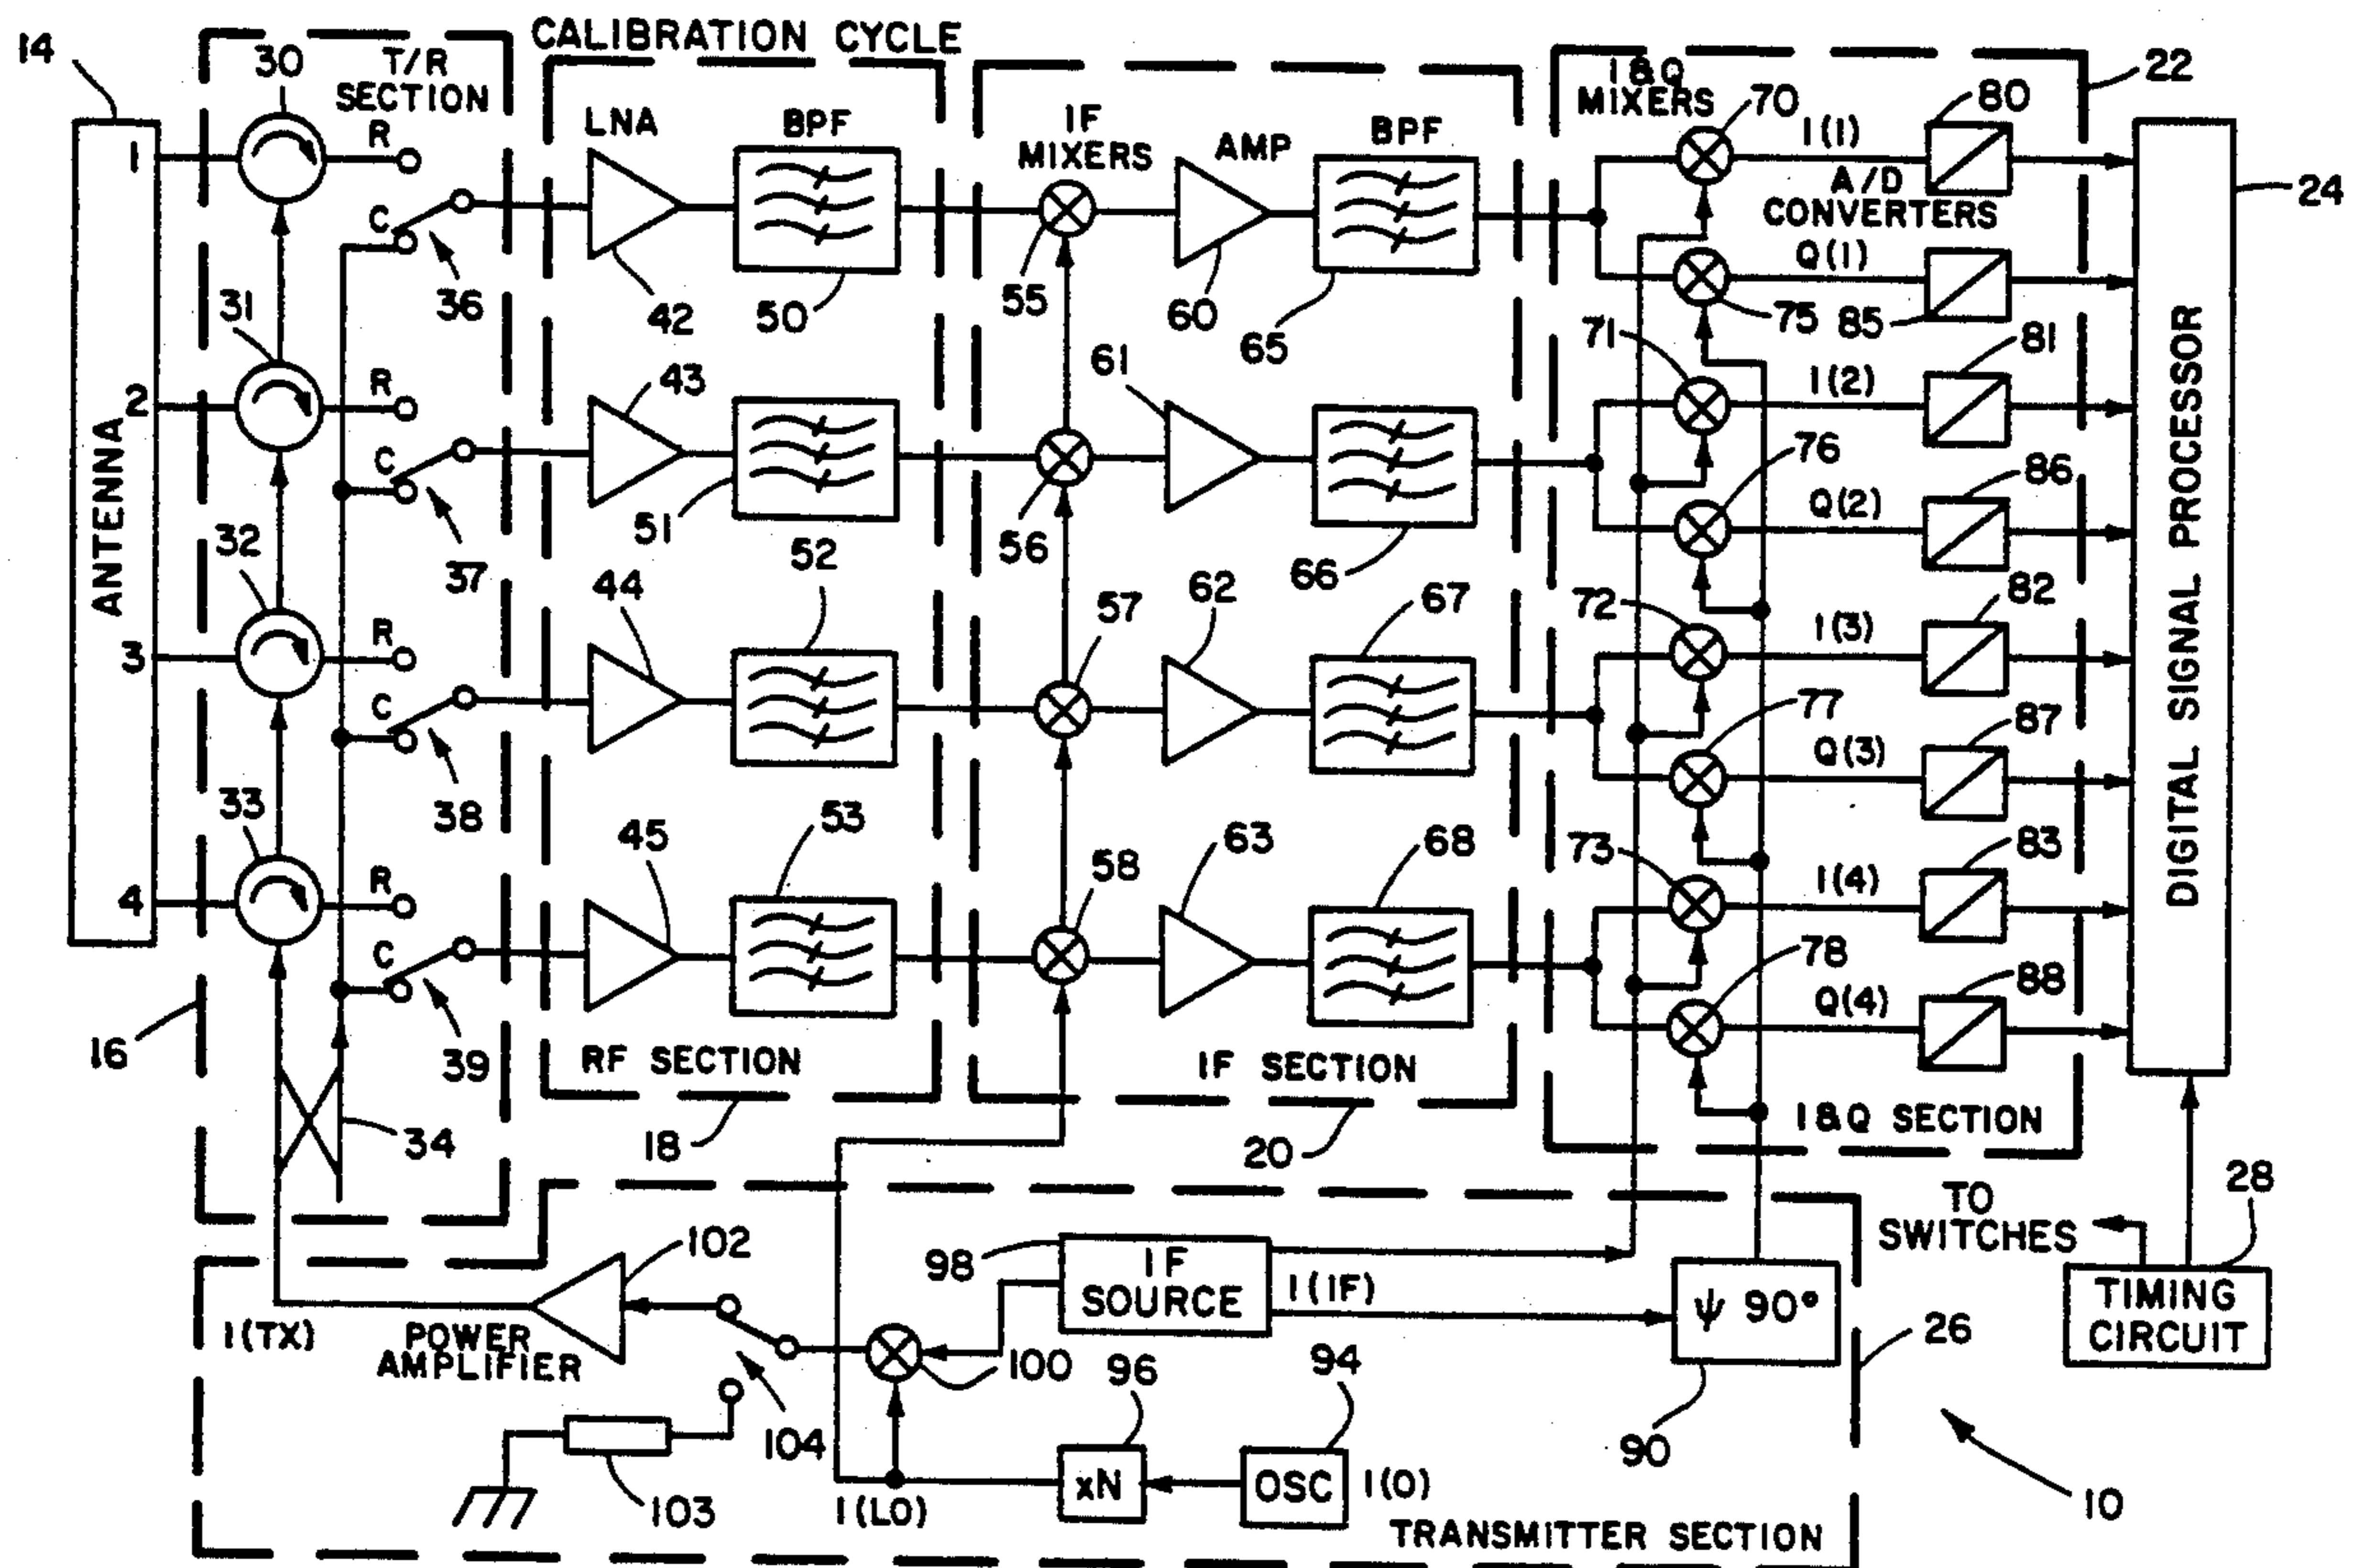 CALIBRATION CYCLE
14
30
T/R
SECTION
R
1
C
36
LNA
42
BPF
50
IF
MIXERS
55
AMP
60
BPF
65
I & Q
MIXERS
70
I(1)
80
22
A/D
CONVERTERS
Q(1)
75
85
24
31
R
2
C
37
43
51
56
61
66
71
I(2)
81
76
Q(2)
86
ANTENNA
DIGITAL SIGNAL PROCESSOR
32
R
3
C
38
44
52
57
62
67
72
I(3)
82
77
Q(3)
87
33
R
4
C
39
45
53
58
63
68
73
I(4)
83
78
Q(4)
88
16
34
RF SECTION
18
IF SECTION
20
I & Q SECTION
TO
SWITCHES
28
TIMING
CIRCUIT
102
98
IF
SOURCE
I(IF)
ψ 90°
26
I(TX)
POWER
AMPLIFIER
100
96
94
90
104
103
I(LO)
xN
OSC
I(O)
TRANSMITTER SECTION
10